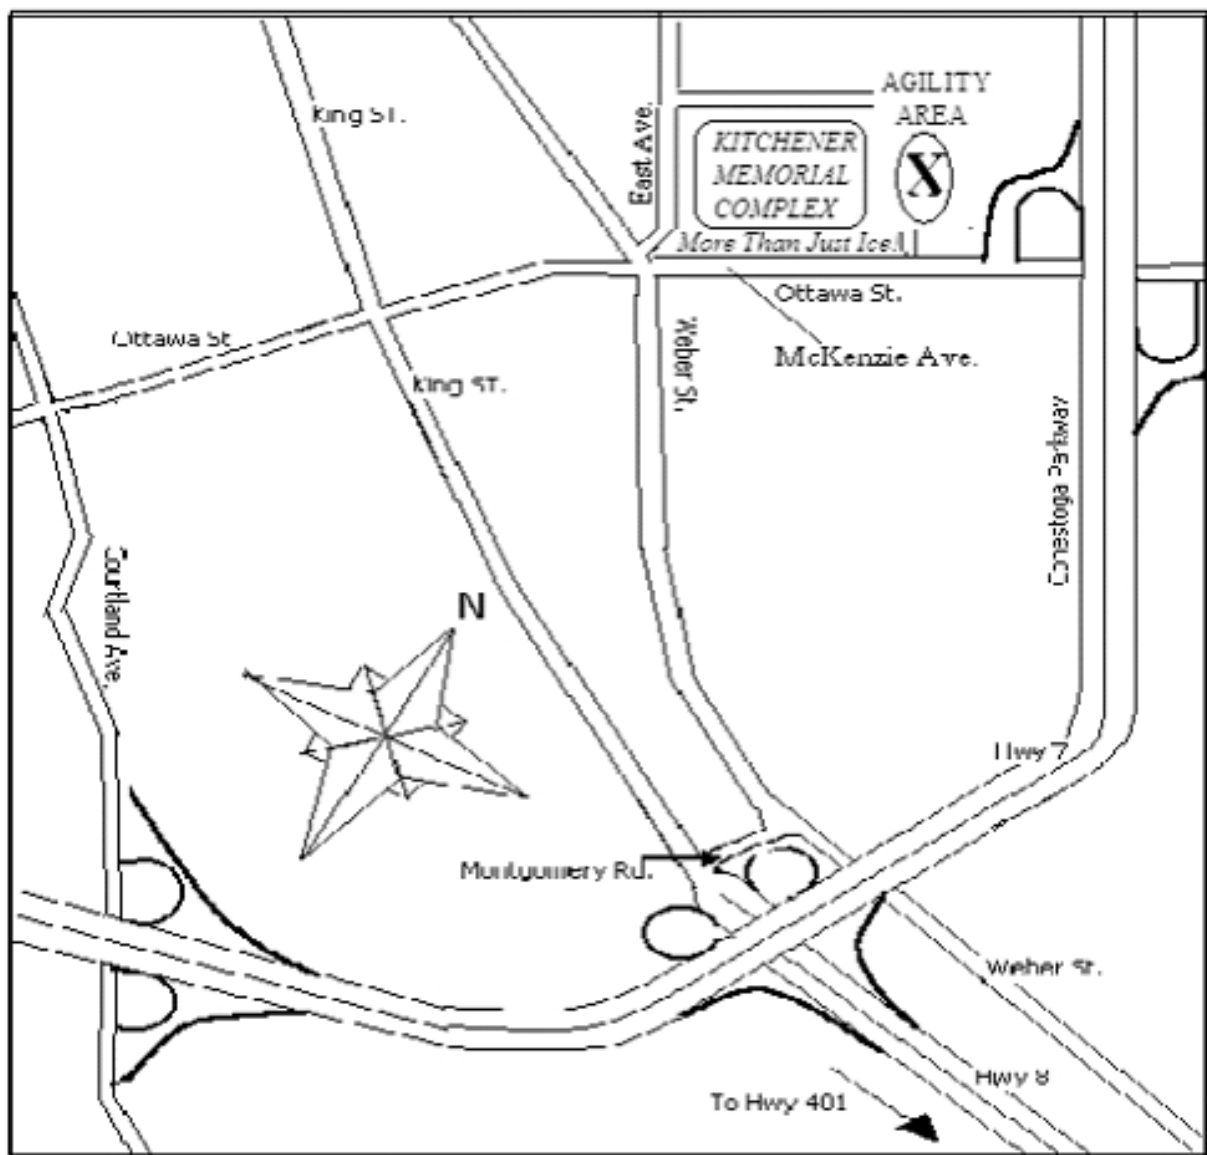 King ST.
East Ave.
AGILITY
AREA
KITCHENER
MEMORIAL
COMPLEX
X
More Than Just Ice!
Ottawa St.
Ottawa St
McKenzie Ave.
King ST.
Weber St.
Conestoga Parkway
Courtland Ave.
N
Hwy 7
Montgomery Rd.
Weber St.
Hwy 8
To Hwy 401